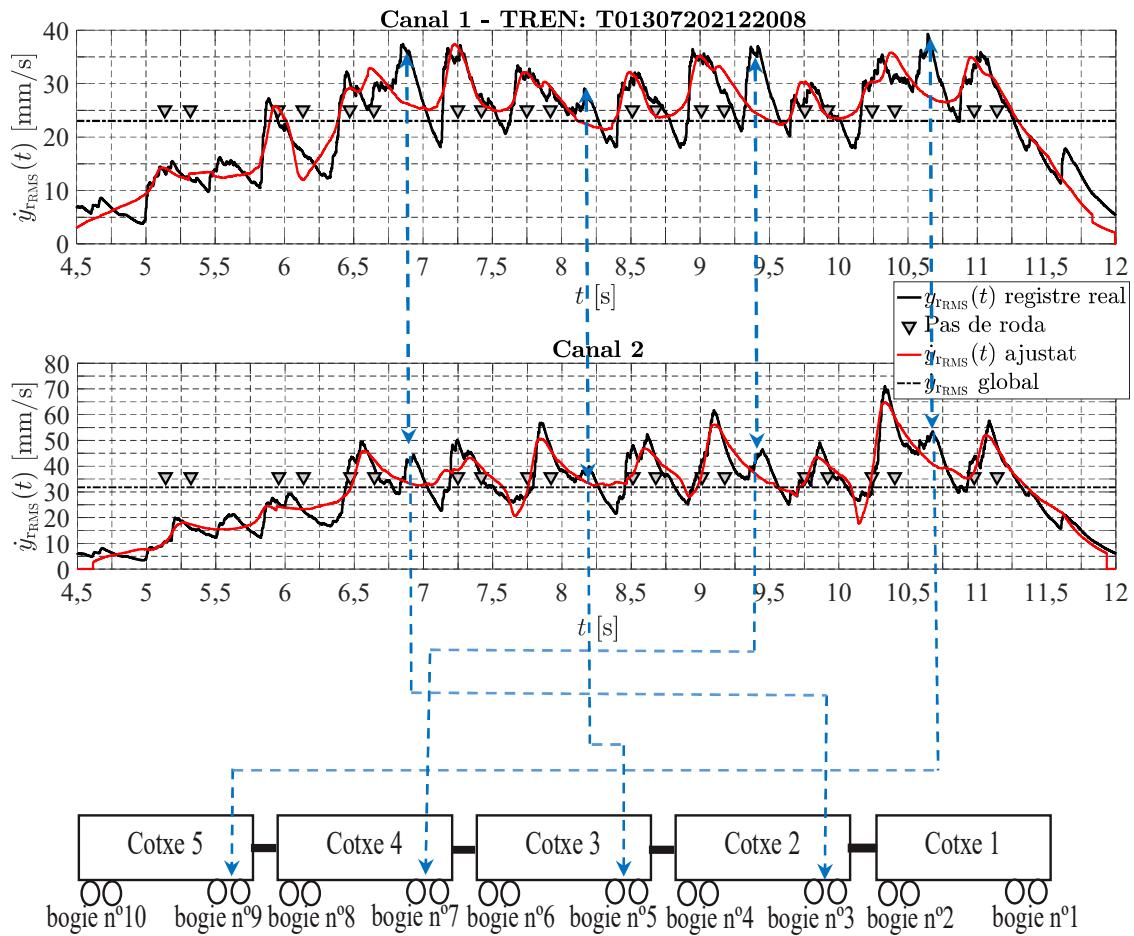 Canal 1 - TREN: T01307202122008
ẏrRMS(t) [mm/s]
40
30
20
10
0
4,5 5 5,5 6 6,5 7 7,5 8 8,5 9 9,5 10 10,5 11 11,5 12
t [s]
yrRMS(t) registre real
Pas de roda
ẏrRMS(t) ajustat
yrRMS global
Canal 2
ẏrRMS(t) [mm/s]
80
70
60
50
40
30
20
10
0
4,5 5 5,5 6 6,5 7 7,5 8 8,5 9 9,5 10 10,5 11 11,5 12
t [s]
Cotxe 5 Cotxe 4 Cotxe 3 Cotxe 2 Cotxe 1
bogie nº10 bogie nº9 bogie nº8 bogie nº7 bogie nº6 bogie nº5 bogie nº4 bogie nº3 bogie nº2 bogie nº1